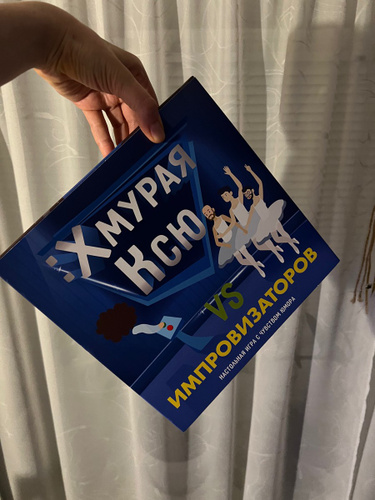 ХМУРАЯ
КСЮ
VS
ИМПРОВИЗАТОРОВ
НАСТОЛЬНАЯ ИГРА С ЧУВСТВОМ ЮМОРА